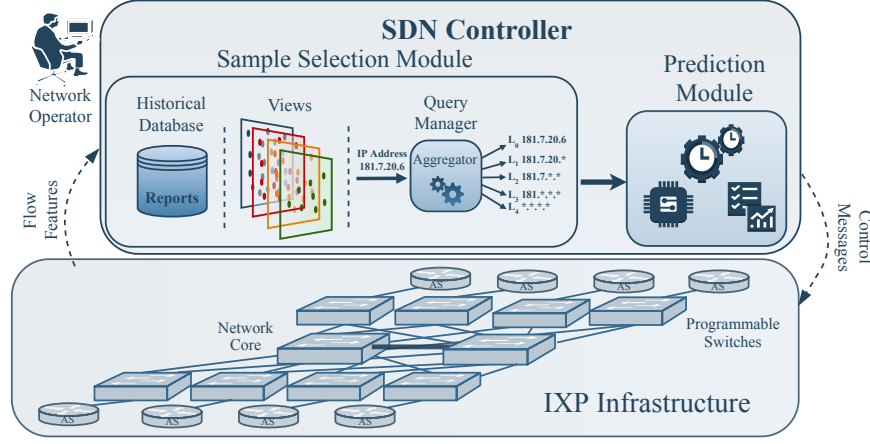 SDN Controller
Sample Selection Module
Network
Operator
Historical
Database
Reports
Views
IP Address
181.7.20.6
Query
Manager
Aggregator
L0 181.7.20.6
L1 181.7.20.*
L2 181.7.*.*
L3 181.*.*.*
L4 *.*.*.*
Prediction
Module
Flow
Features
Control
Messages
AS
AS
AS
AS
Network
Core
Programmable
Switches
AS
AS
AS
AS
IXP Infrastructure